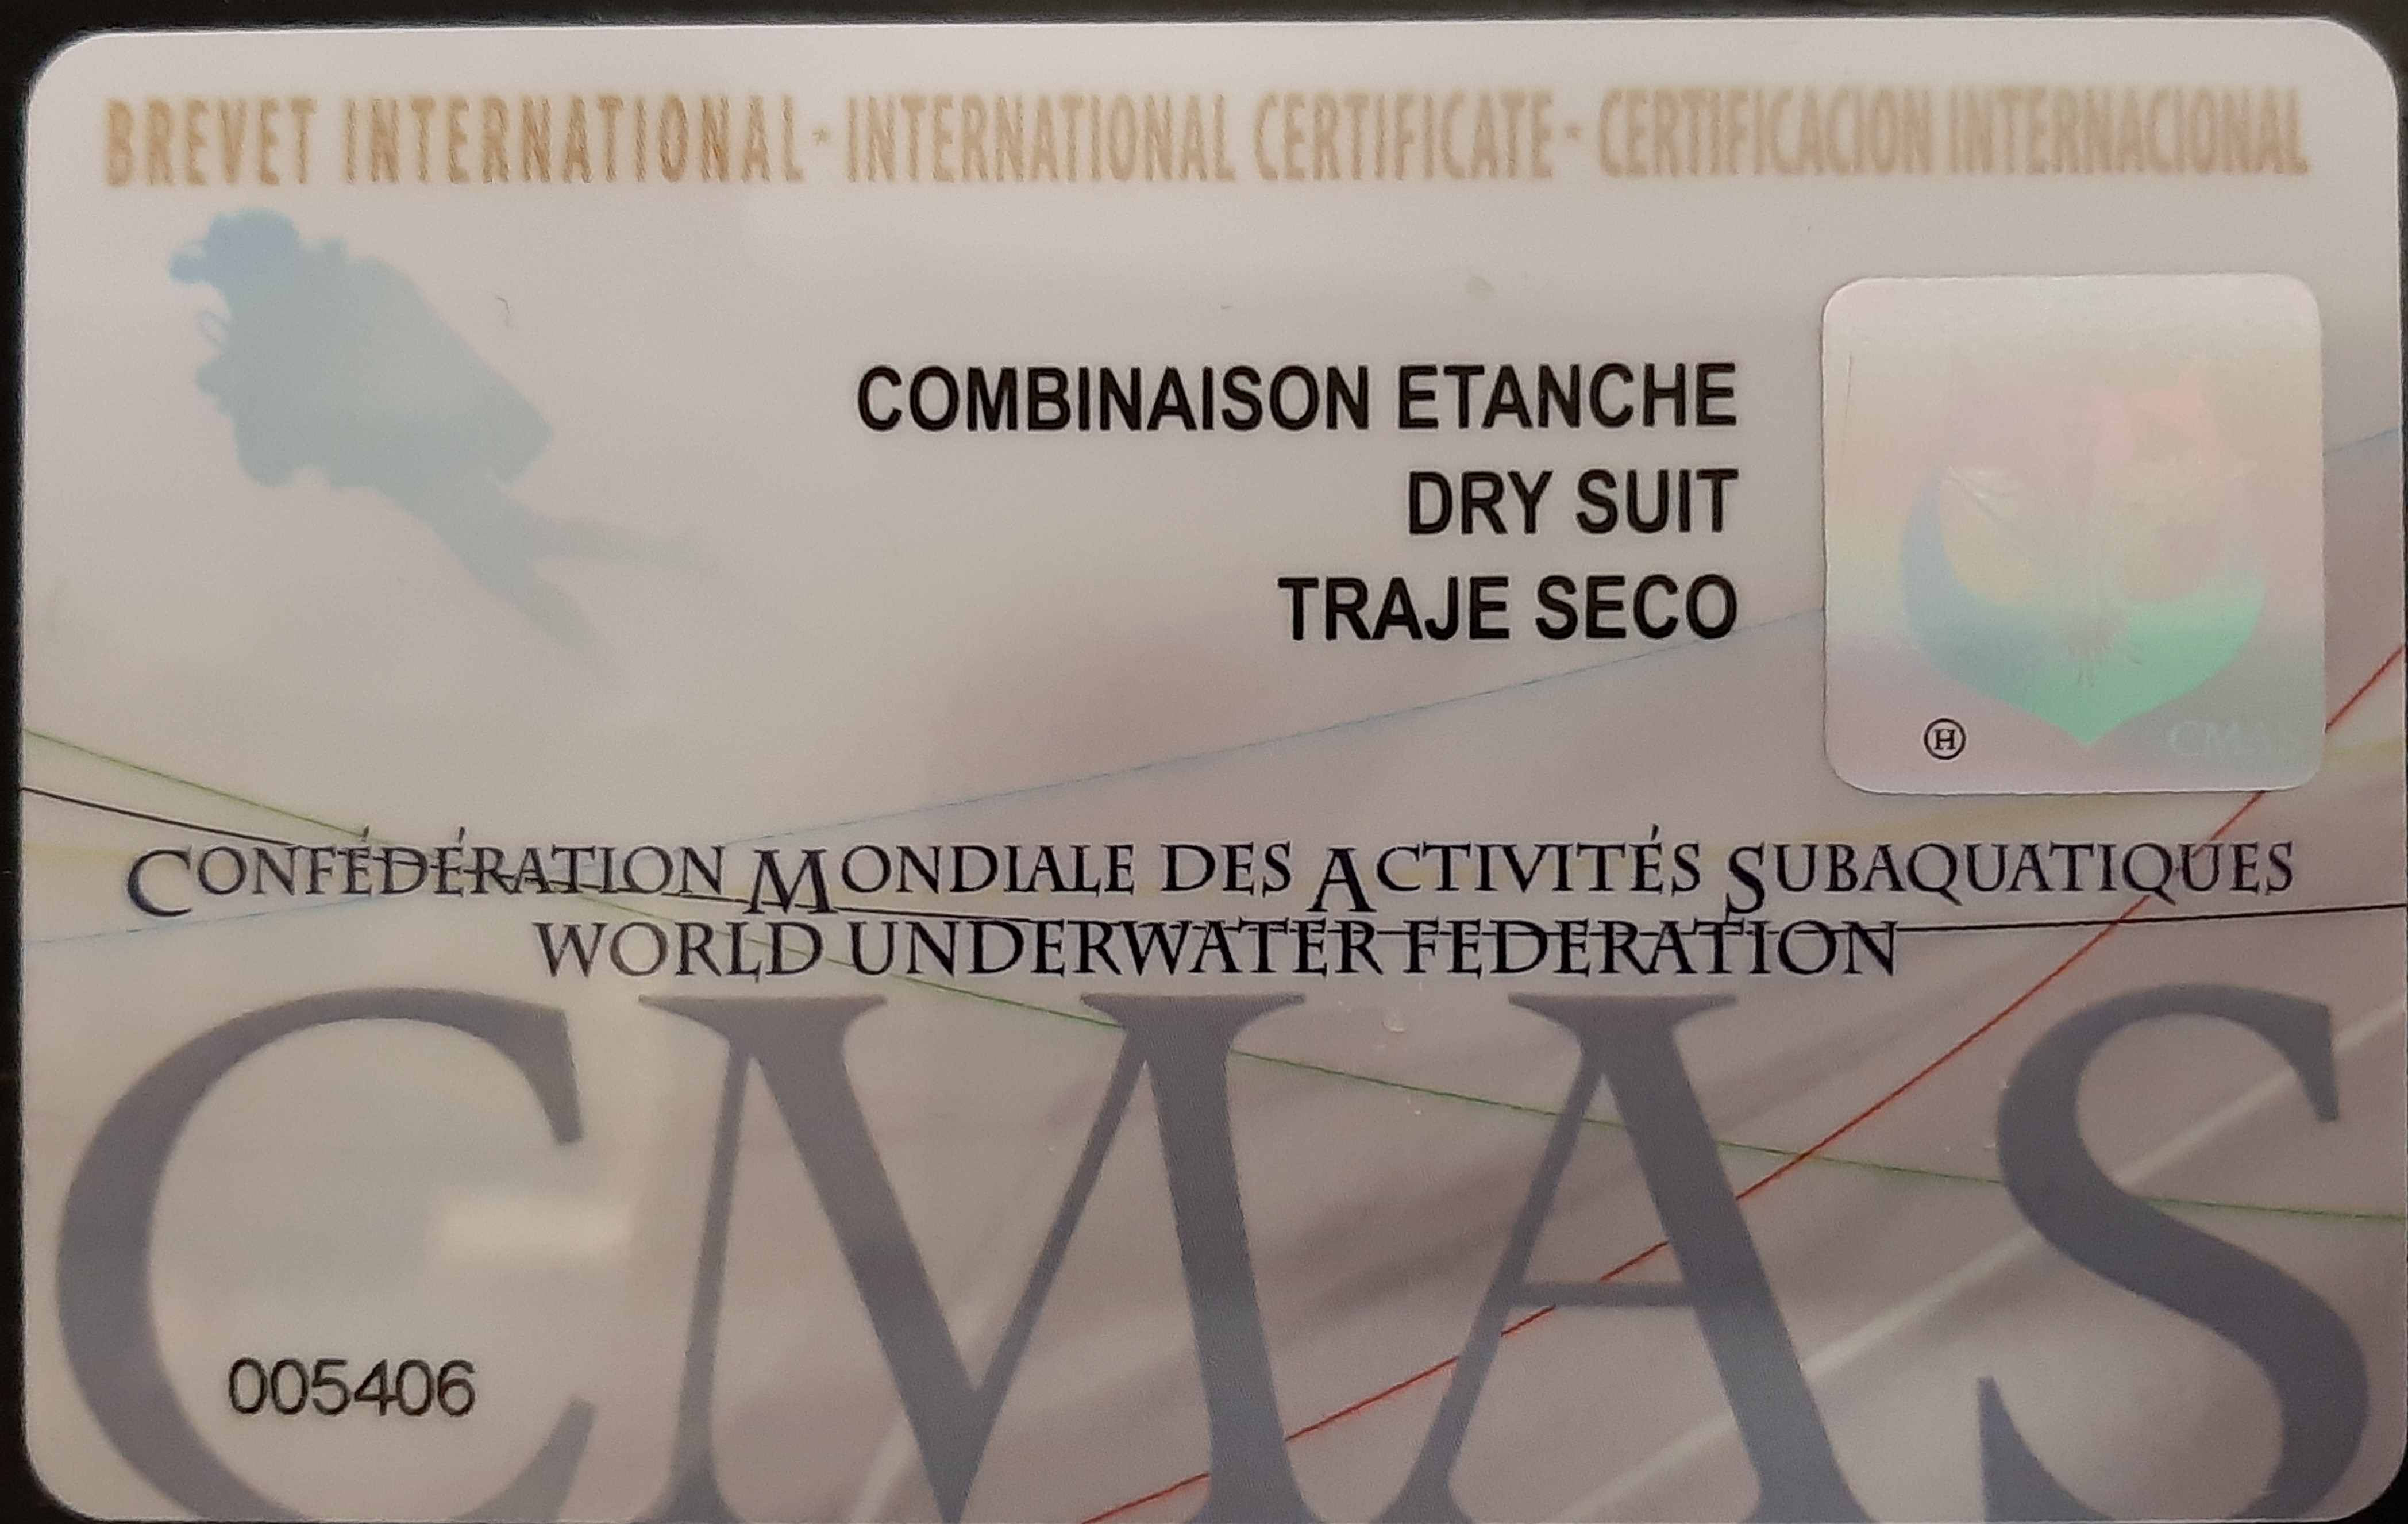 BREVET INTERNATIONAL - INTERNATIONAL CERTIFICATE - CERTIFICACION INTERNACIONAL
COMBINAISON ETANCHE
DRY SUIT
TRAJE SECO
H
CMAS
CONFÉDÉRATION MONDIALE DES ACTIVITÉS SUBAQUATIQUES
WORLD UNDERWATER FEDERATION
CMAS
005406